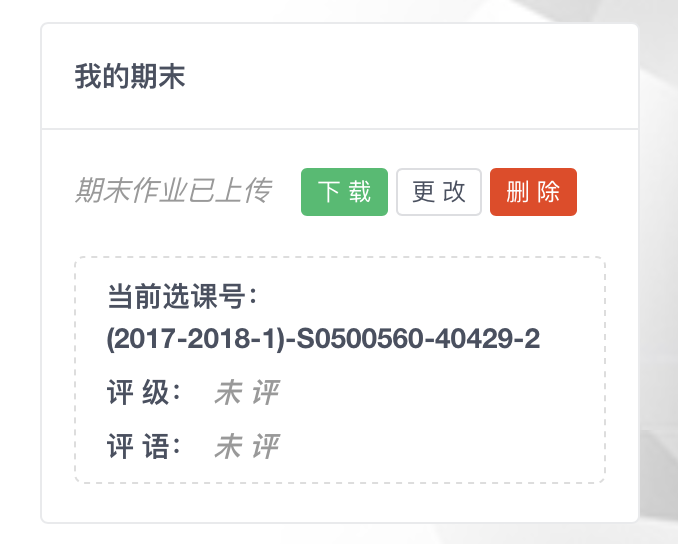 我的期末
期末作业已上传 下 载 更 改 删 除
当前选课号：
(2017-2018-1)-S0500560-40429-2
评 级： 未 评
评 语： 未 评